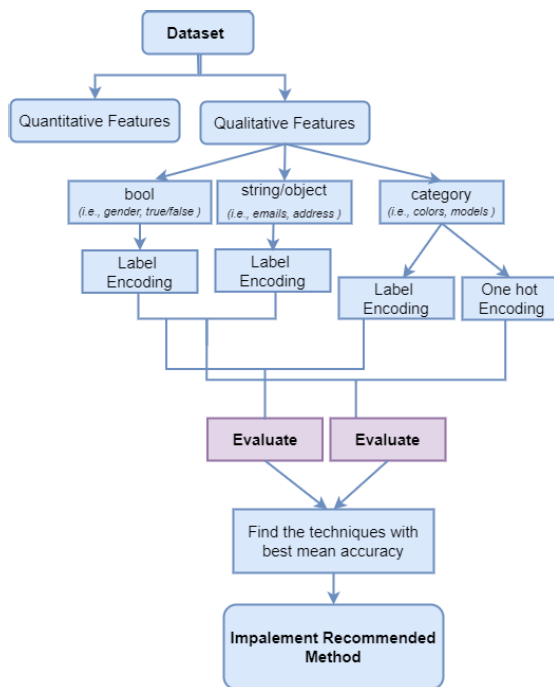 Dataset
Quantitative Features
Qualitative Features
bool
(i.e., gender, true/false )
string/object
(i.e., emails, address )
category
(i.e., colors, models )
Label
Encoding
Label
Encoding
Label
Encoding
One hot
Encoding
Evaluate
Evaluate
Find the techniques with
best mean accuracy
Impalement Recommended
Method